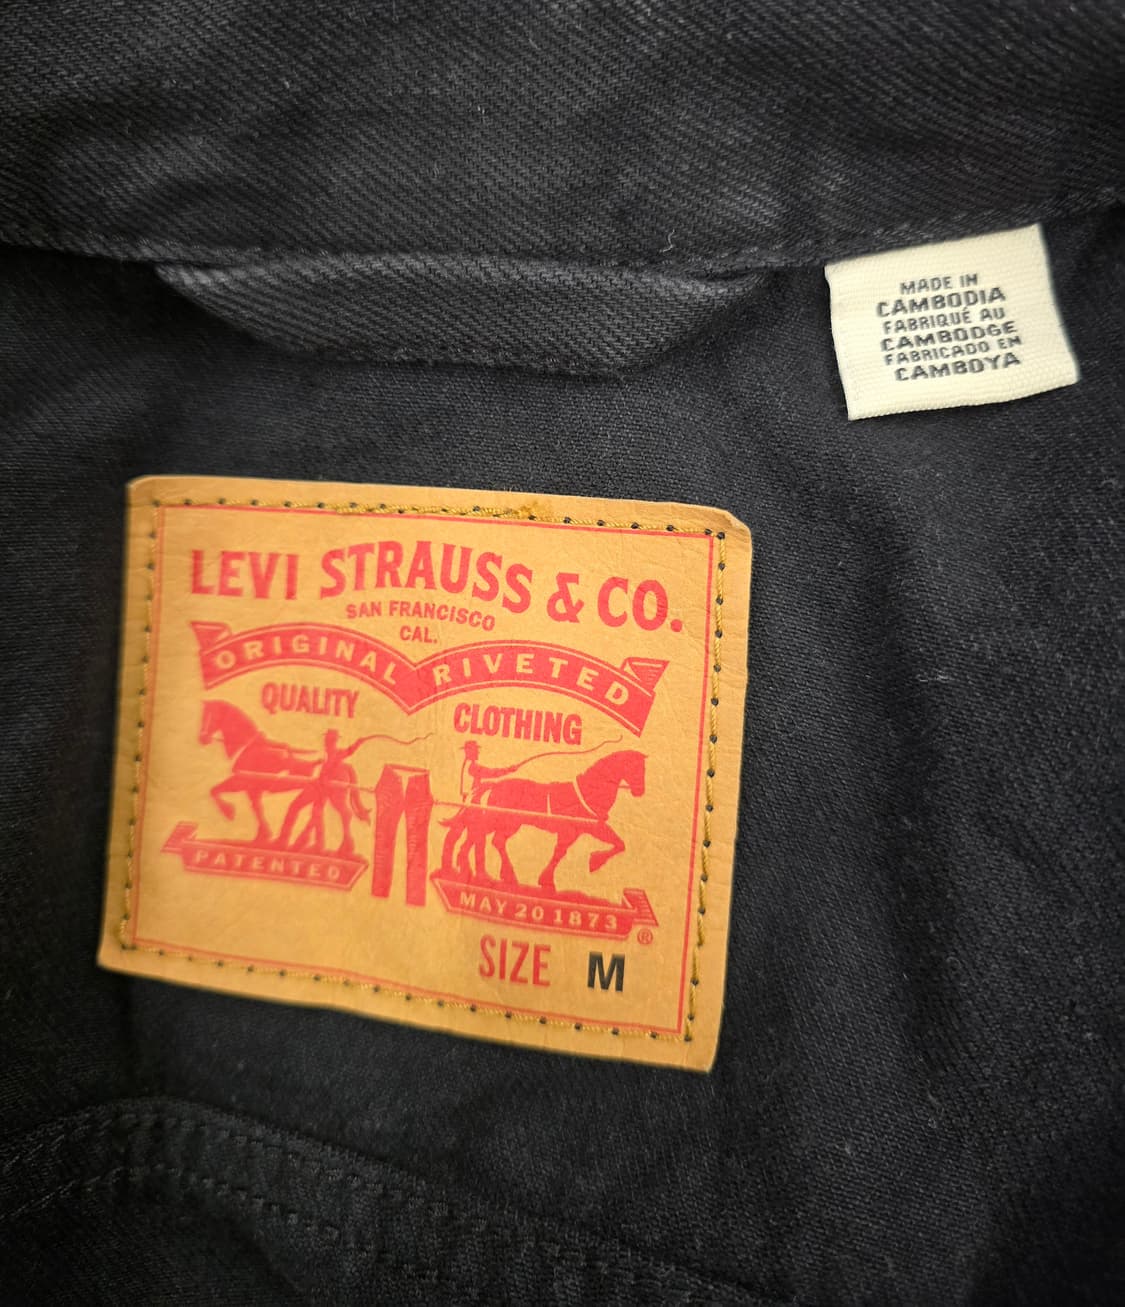 MADE IN
CAMBODIA
FABRIQUÉ AU
CAMBODGE
FABRICADO EN
CAMBOYA
LEVI STRAUSS & CO.
SAN FRANCISCO
CAL.
ORIGINAL RIVETED
QUALITY CLOTHING
PATENTED MAY 20 1873 ®
SIZE M